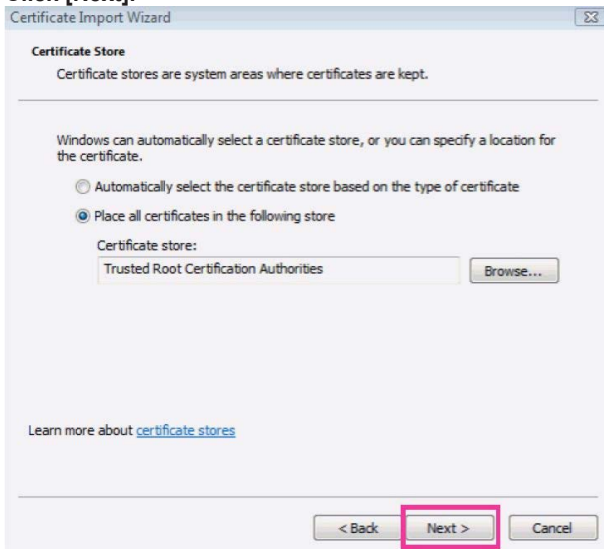 Click [Next].
Certificate Import Wizard
Certificate Store
Certificate stores are system areas where certificates are kept.
Windows can automatically select a certificate store, or you can specify a location for
the certificate.
Automatically select the certificate store based on the type of certificate
Place all certificates in the following store
Certificate store:
Trusted Root Certification Authorities
Browse...
Learn more about certificate stores
< Back Next > Cancel